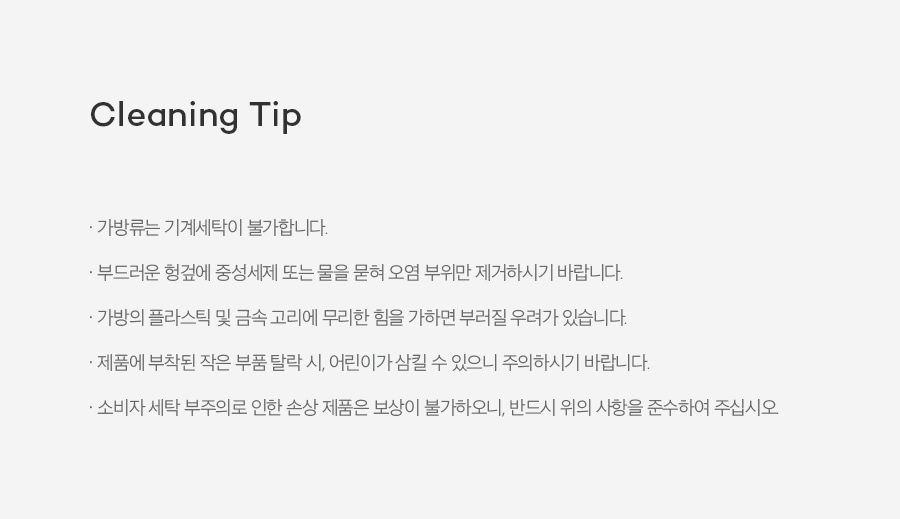 Cleaning Tip
· 가방류는 기계세탁이 불가합니다.
· 부드러운 헝겊에 중성세제 또는 물을 묻혀 오염 부위만 제거하시기 바랍니다.
· 가방의 플라스틱 및 금속 고리에 무리한 힘을 가하면 부러질 우려가 있습니다.
· 제품에 부착된 작은 부품 탈락 시, 어린이가 삼킬 수 있으니 주의하시기 바랍니다.
· 소비자 세탁 부주의로 인한 손상 제품은 보상이 불가하오니, 반드시 위의 사항을 준수하여 주십시오.